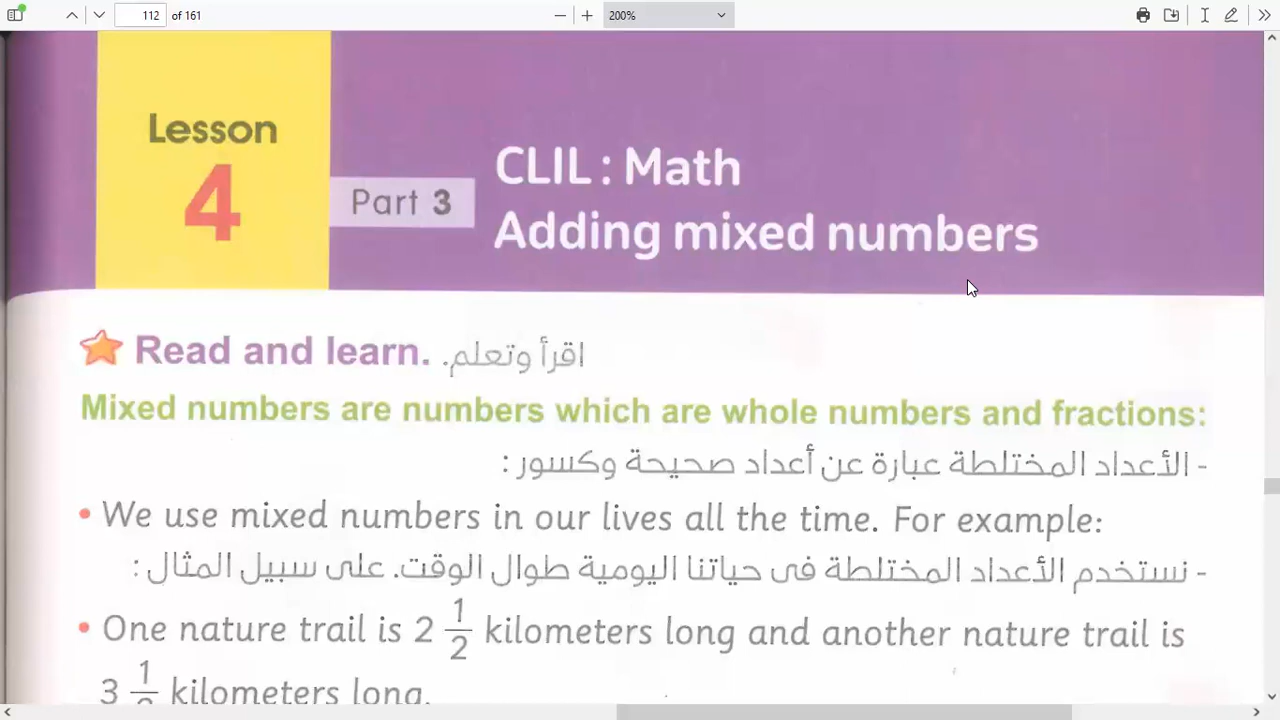 112 of 161
200%
Lesson
4
Part 3
CLIL : Math
Adding mixed numbers
Read and learn. اقرأ وتعلم.
Mixed numbers are numbers which are whole numbers and fractions:
- الأعداد المختلطة عبارة عن أعداد صحيحة وكسور :
• We use mixed numbers in our lives all the time. For example:
- نستخدم الأعداد المختلطة فى حياتنا اليومية طوال الوقت. على سبيل المثال :
• One nature trail is 2 1/2 kilometers long and another nature trail is
3 1/ kilometers long.